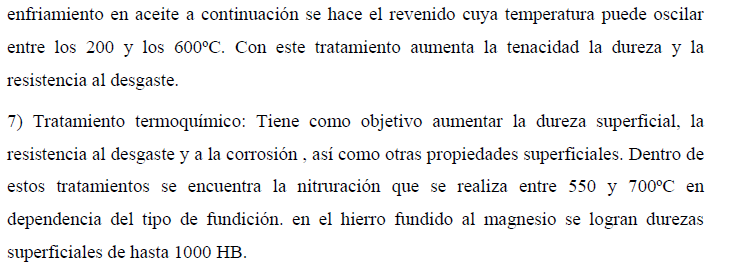 enfriamiento en aceite a continuación se hace el revenido cuya temperatura puede oscilar
entre los 200 y los 600ºC. Con este tratamiento aumenta la tenacidad la dureza y la
resistencia al desgaste.
7) Tratamiento termoquímico: Tiene como objetivo aumentar la dureza superficial, la
resistencia al desgaste y a la corrosión , así como otras propiedades superficiales. Dentro de
estos tratamientos se encuentra la nitruración que se realiza entre 550 y 700ºC en
dependencia del tipo de fundición. en el hierro fundido al magnesio se logran durezas
superficiales de hasta 1000 HB.